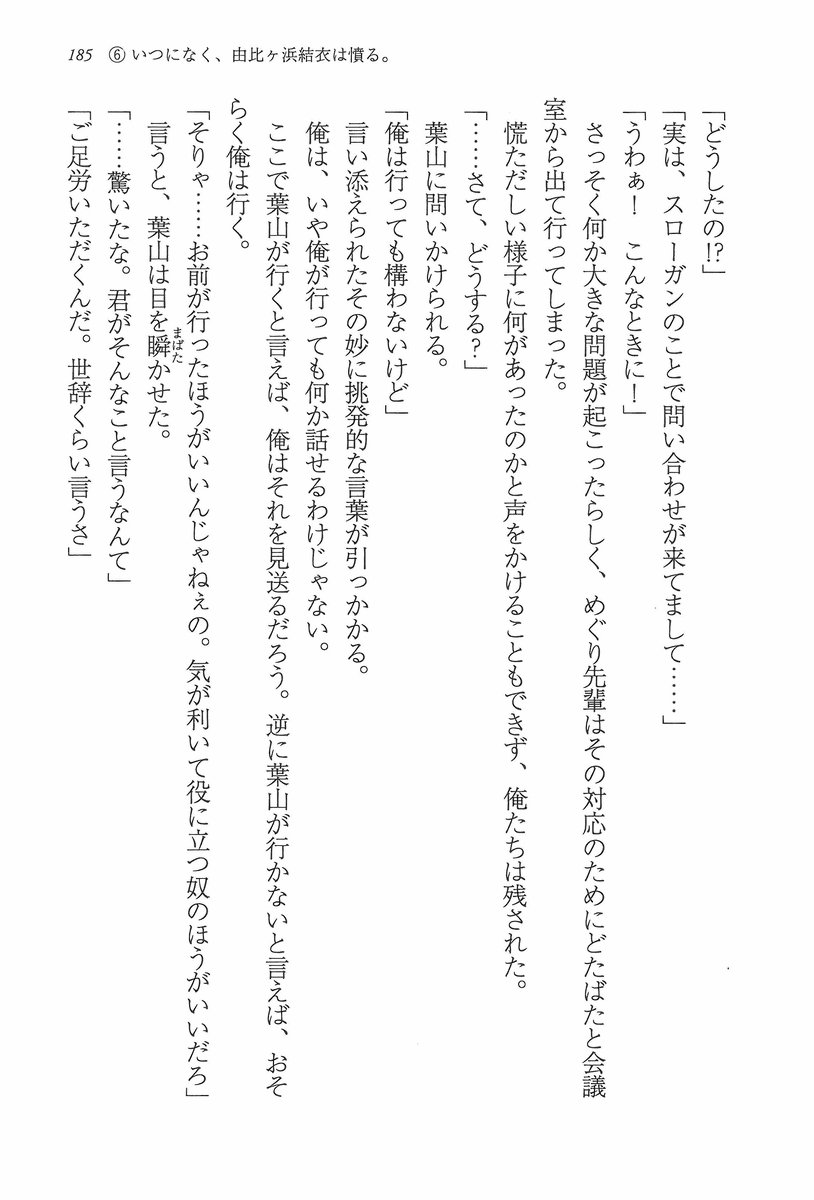 185 ⑥いつになく、由比ヶ浜結衣は憤る。
「どうしたの!?」
「実は、スローガンのことで問い合わせが来てまして……」
「うわぁ！　こんなときに！」
　さっそく何か大きな問題が起こったらしく、めぐり先輩はその対応のためにどたばたと会議
室から出て行ってしまった。
　慌ただしい様子に何があったのかと声をかけることもできず、俺たちは残された。
「……さて、どうする？」
　葉山に問いかけられる。
「俺は行っても構わないけど」
　言い添えられたその妙に挑発的な言葉が引っかかる。
　俺は、いや俺が行っても何か話せるわけじゃない。
　ここで葉山が行くと言えば、俺はそれを見送るだろう。逆に葉山が行かないと言えば、おそ
らく俺は行く。
「そりゃ……お前が行ったほうがいいんじゃねぇの。気が利いて役に立つ奴のほうがいいだろ」
　言うと、葉山は目を瞬かせた。
まばた
「……驚いたな。君がそんなこと言うなんて」
「ご足労いただくんだ。世辞くらい言うさ」